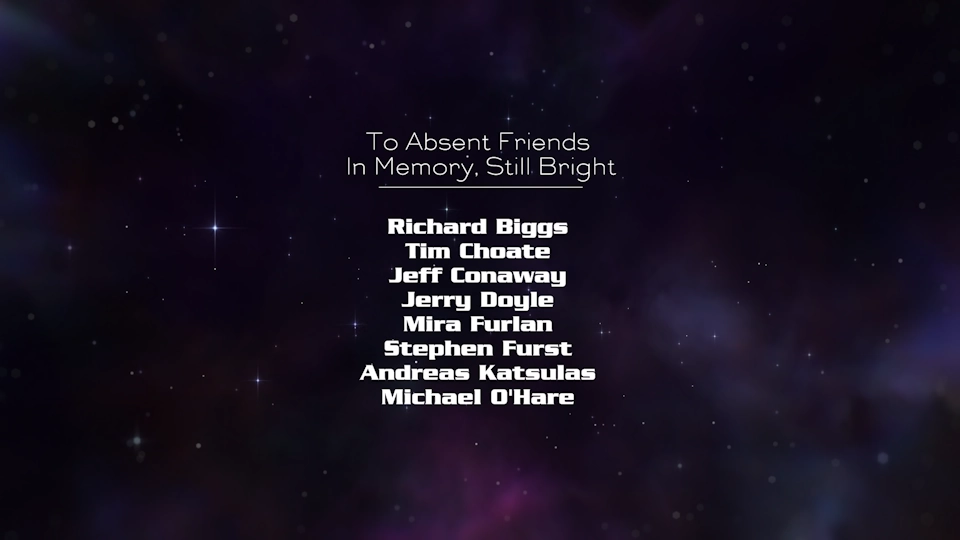 To Absent Friends
In Memory, Still Bright
Richard Biggs
Tim Choate
Jeff Conaway
Jerry Doyle
Mira Furlan
Stephen Furst
Andreas Katsulas
Michael O'Hare